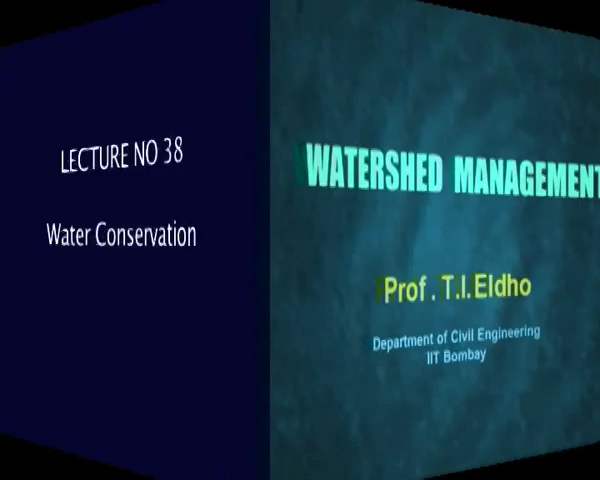 LECTURE NO 38
Water Conservation
WATERSHED MANAGEMENT
Prof. T.I. Eldho
Department of Civil Engineering
IIT Bombay